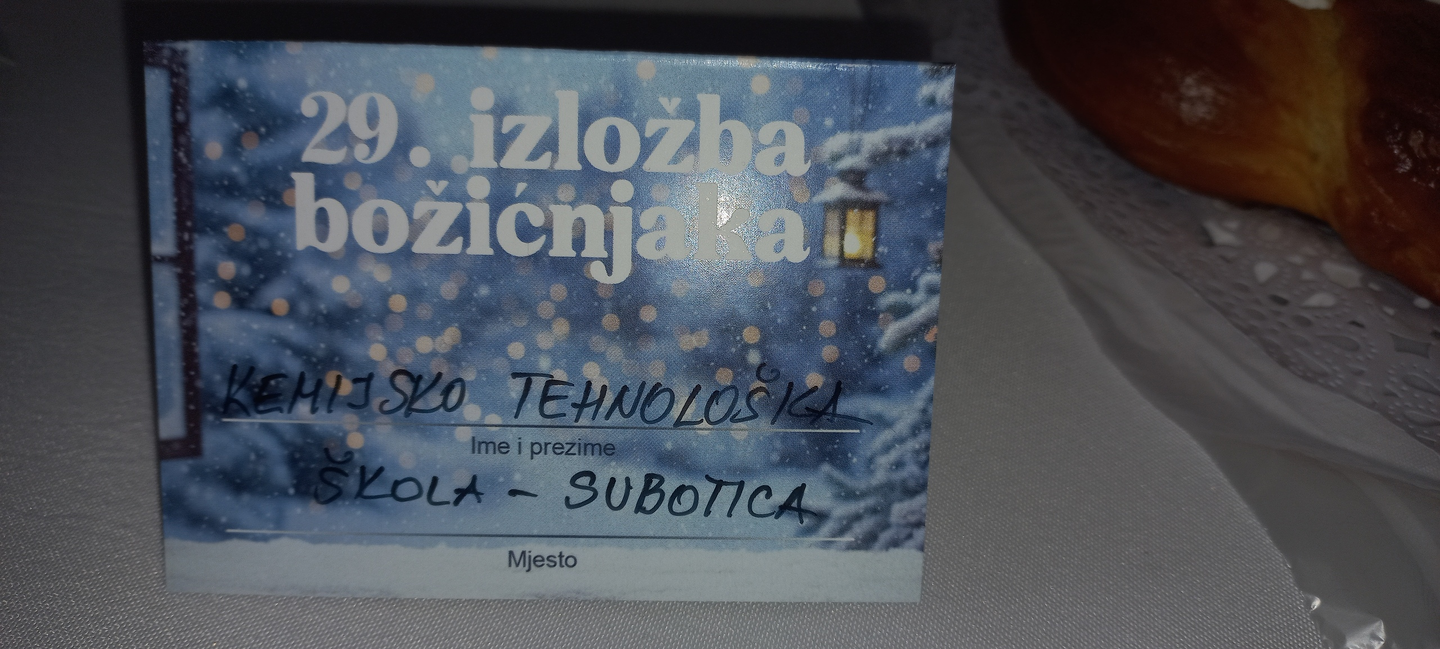 29. izložba
božićnjaka
KEMIJSKO TEHNOLOŠKA
Ime i prezime
ŠKOLA - SUBOTICA
Mjesto